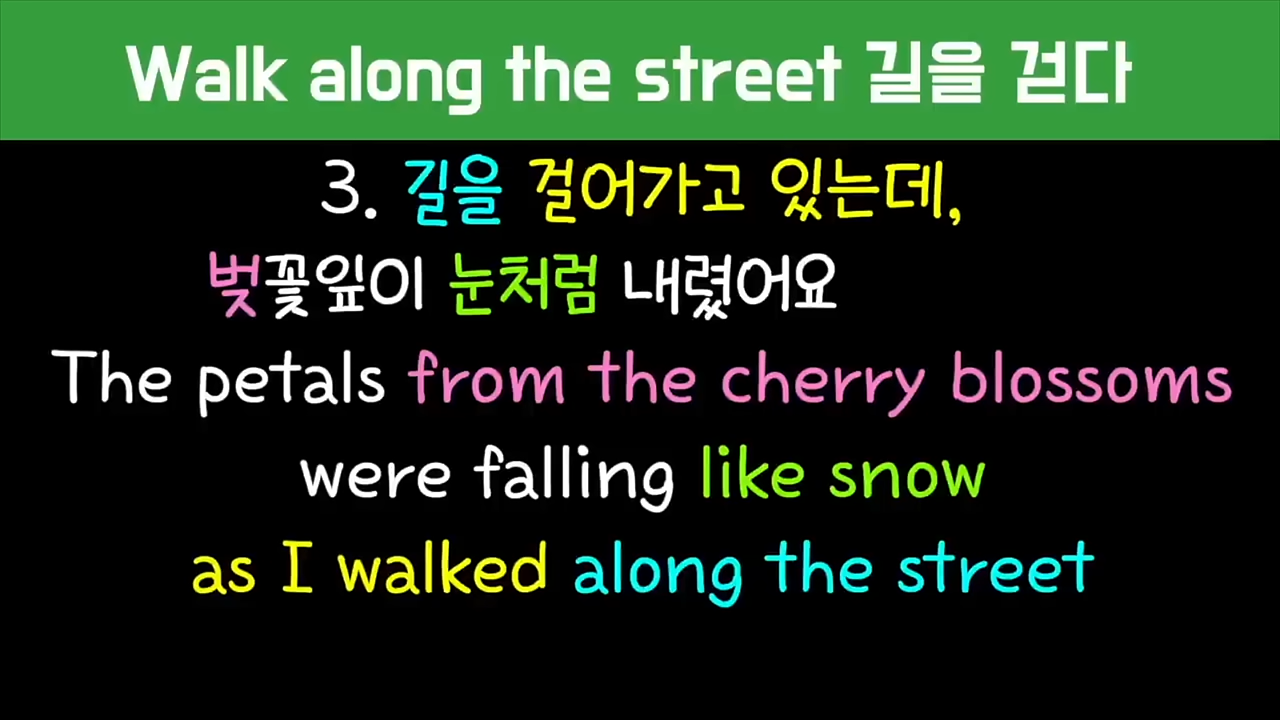 Walk along the street 길을 걷다
3. 길을 걸어가고 있는데,
벚꽃잎이 눈처럼 내렸어요
The petals from the cherry blossoms
were falling like snow
as I walked along the street